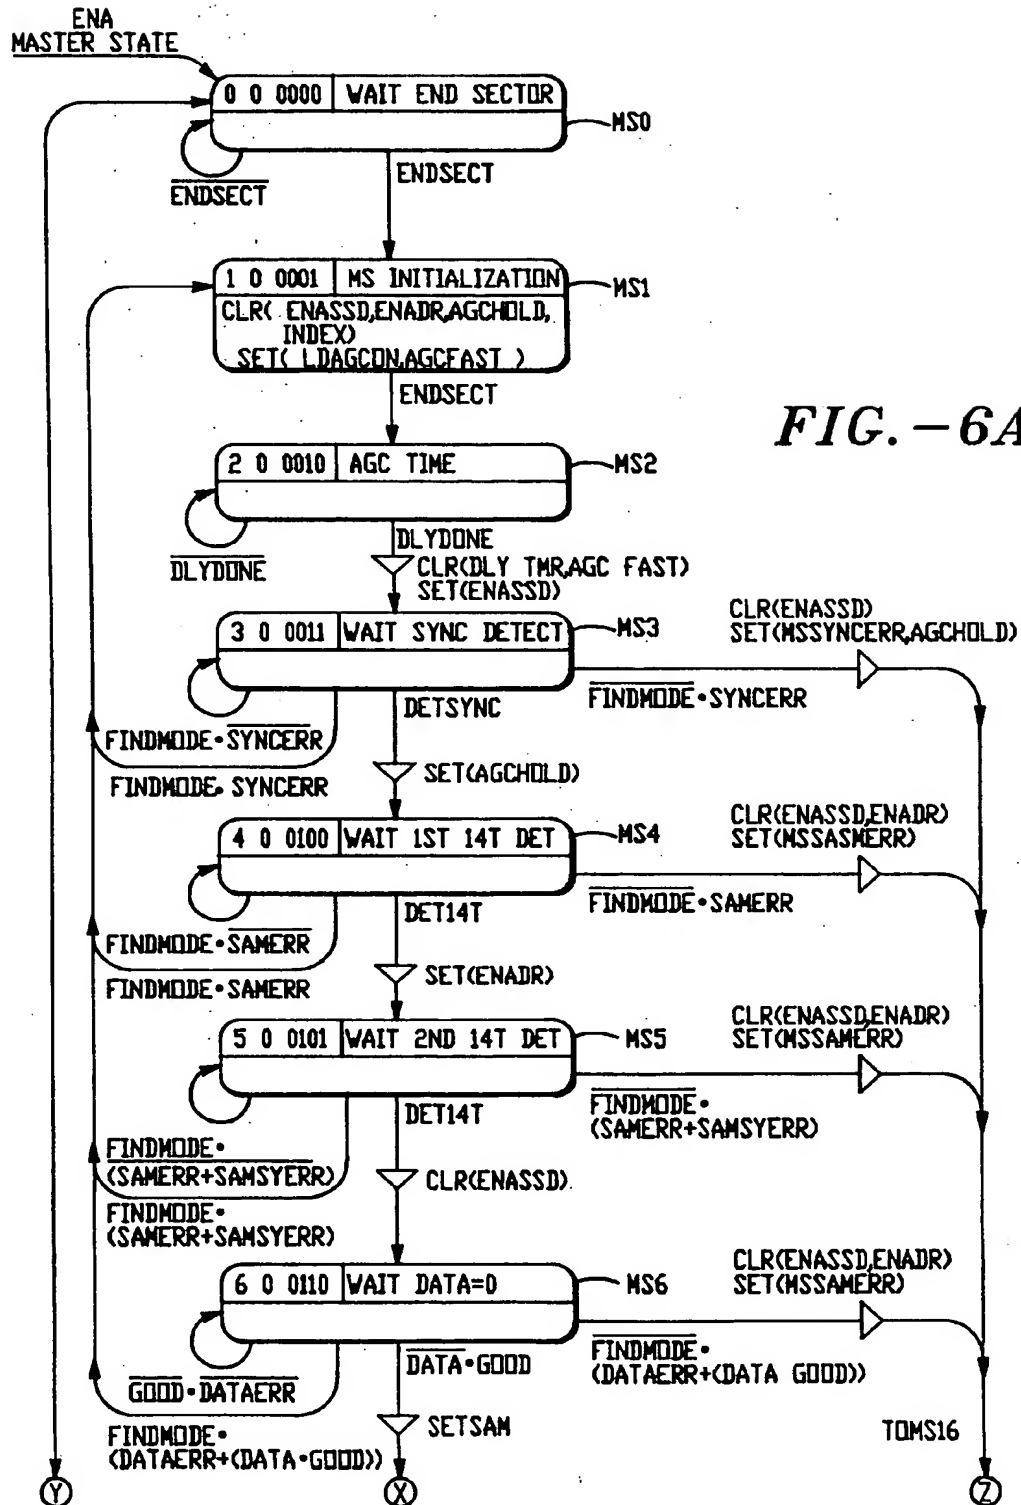 ENA
MASTER STATE
0 0 0000 WAIT END SECTOR
MS0
ENDSECT
ENDSECT
1 0 0001 MS INITIALIZATION
MS1
CLR( ENASSD,ENADR,AGCHOLD,
INDEX)
SET( LDAGCON,AGCFAST )
ENDSECT
FIG.-6A
2 0 0010 AGC TIME
MS2
DLYDONE
DLYDONE
CLR(DLY TMR,AGC FAST)
SET(ENASSD)
3 0 0011 WAIT SYNC DETECT
MS3
CLR(ENASSD)
SET(MSSYNCERR,AGCHOLD)
FINDMODE•SYNCERR
DETSYNC
FINDMODE•SYNCERR
FINDMODE•SYNCERR
SET(AGCHOLD)
4 0 0100 WAIT 1ST 14T DET
MS4
CLR(ENASSD,ENADR)
SET(MSSASMERR)
FINDMODE•SAMERR
DET14T
FINDMODE•SAMERR
FINDMODE•SAMERR
SET(ENADR)
5 0 0101 WAIT 2ND 14T DET
MS5
CLR(ENASSD,ENADR)
SET(MSSAMERR)
FINDMODE•
(SAMERR+SAMSYERR)
DET14T
FINDMODE•
(SAMERR+SAMSYERR)
FINDMODE•
(SAMERR+SAMSYERR)
CLR(ENASSD)
6 0 0110 WAIT DATA=0
MS6
CLR(ENASSD,ENADR)
SET(MSSAMERR)
FINDMODE•
(DATAERR+(DATA GOOD))
DATA•GOOD
GOOD•DATAERR
FINDMODE•
(DATAERR+(DATA•GOOD))
SETSAM
TOMS16
Y
X
Z